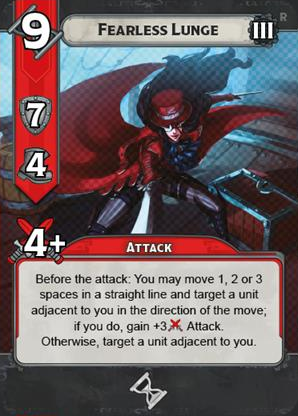 9
FEARLESS LUNGE
III
R
7
4
4+
ATTACK
Before the attack: You may move 1, 2 or 3
spaces in a straight line and target a unit
adjacent to you in the direction of the move;
if you do, gain +3 Attack.
Otherwise, target a unit adjacent to you.